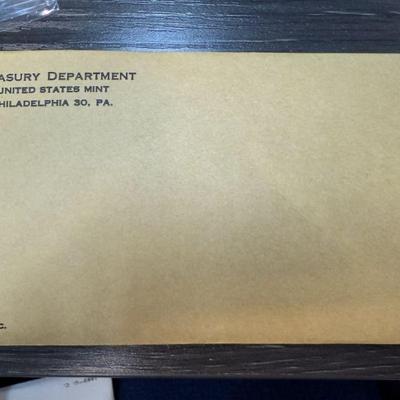 ASURY DEPARTMENT
UNITED STATES MINT
HILADELPHIA 30, PA.
C.